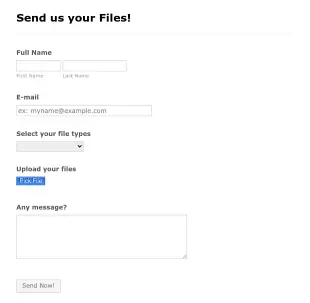 Send us your Files!
Full Name
First Name Last Name
E-mail
ex: myname@example.com
Select your file types
Upload your files
Pick File
Any message?
Send Now!